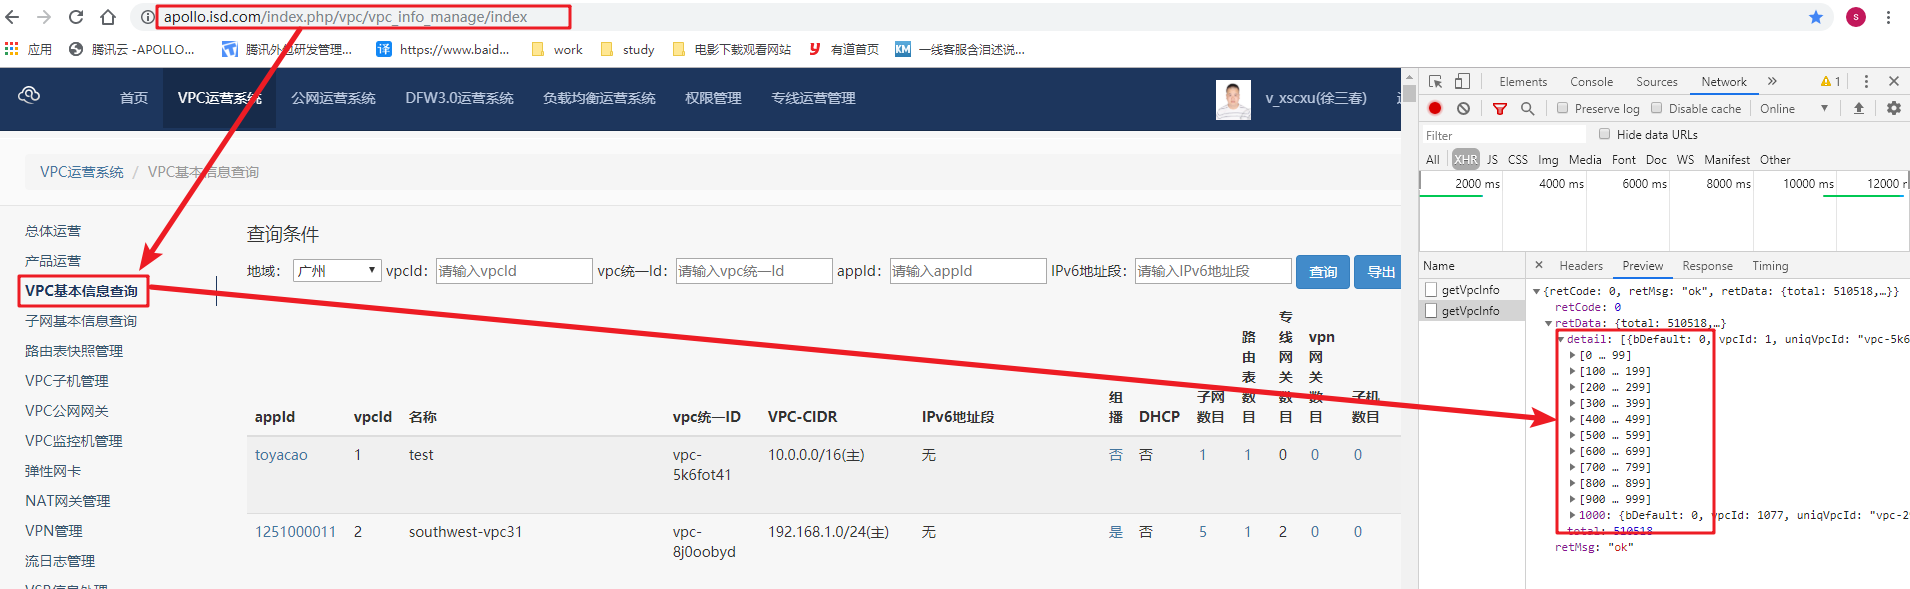 apollo.isd.com/index.php/vpc/vpc_info_manage/index
S
应用
腾讯云 -APOLLO...
腾讯外包研发管理...
译 https://www.baid...
work
study
电影下载观看网站
有道首页
KM 一线客服含泪述说...
首页
VPC运营系统
公网运营系统
DFW3.0运营系统
负载均衡运营系统
权限管理
专线运营管理
v_xscxu(徐三春)
VPC运营系统 / VPC基本信息查询
总体运营
产品运营
VPC基本信息查询
子网基本信息查询
路由表快照管理
VPC子机管理
VPC公网网关
VPC监控机管理
弹性网卡
NAT网关管理
VPN管理
流日志管理
查询条件
地域: 广州 vpcId: 请输入vpcId vpc统一Id: 请输入vpc统一Id appId: 请输入appId IPv6地址段: 请输入IPv6地址段 查询 导出
appId vpcId 名称 vpc统一ID VPC-CIDR IPv6地址段 组播 DHCP 子网数目 路由表数目 专线网关数目 vpn网关数目 子机数目
toyacao 1 test vpc-5k6fot41 10.0.0.0/16(主) 无 否 否 1 1 0 0 0
1251000011 2 southwest-vpc31 vpc-8j0oobyd 192.168.1.0/24(主) 无 是 否 5 1 2 0 0
Elements Console Sources Network » 1
Preserve log Disable cache Online
Filter Hide data URLs
All XHR JS CSS Img Media Font Doc WS Manifest Other
2000 ms 4000 ms 6000 ms 8000 ms 10000 ms 12000
Name
getVpcInfo
getVpcInfo
× Headers Preview Response Timing
{retCode: 0, retMsg: "ok", retData: {total: 510518,…}}
retCode: 0
retData: {total: 510518,…}
detail: [{bDefault: 0, vpcId: 1, uniqVpcId: "vpc-5k6
[0 … 99]
[100 … 199]
[200 … 299]
[300 … 399]
[400 … 499]
[500 … 599]
[600 … 699]
[700 … 799]
[800 … 899]
[900 … 999]
1000: {bDefault: 0, vpcId: 1077, uniqVpcId: "vpc-2
total: 510518
retMsg: "ok"